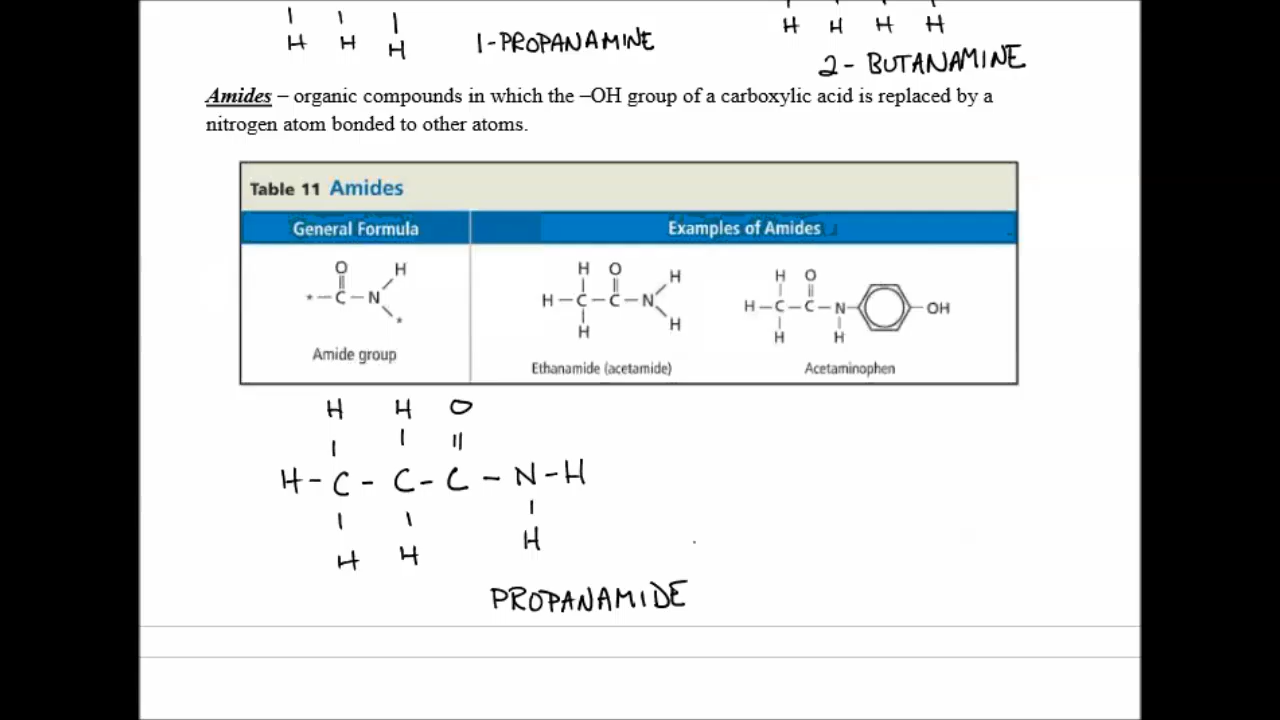 H H H H H H H
1-PROPANAMINE
2-BUTANAMINE
Amides – organic compounds in which the –OH group of a carboxylic acid is replaced by a
nitrogen atom bonded to other atoms.
Table 11 Amides
General Formula Examples of Amides
O H H O H H O
*–C–N H–C–C–N H–C–C–N– –OH
* H H H H
Amide group Ethanamide (acetamide) Acetaminophen
H H O
H-C-C-C-N-H
H H H
PROPANAMIDE